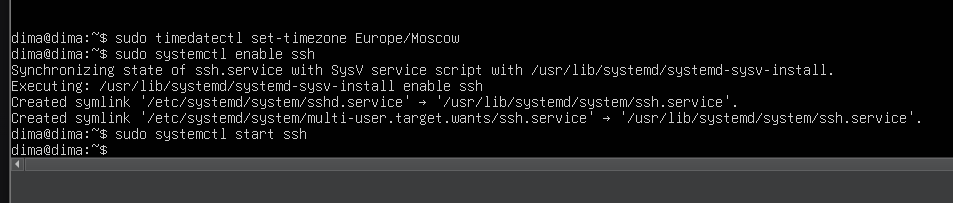 dima@dima:~$ sudo timedatectl set-timezone Europe/Moscow
dima@dima:~$ sudo systemctl enable ssh
Synchronizing state of ssh.service with SysV service script with /usr/lib/systemd/systemd-sysv-install.
Executing: /usr/lib/systemd/systemd-sysv-install enable ssh
Created symlink '/etc/systemd/system/sshd.service' → '/usr/lib/systemd/system/ssh.service'.
Created symlink '/etc/systemd/system/multi-user.target.wants/ssh.service' → '/usr/lib/systemd/system/ssh.service'.
dima@dima:~$ sudo systemctl start ssh
dima@dima:~$